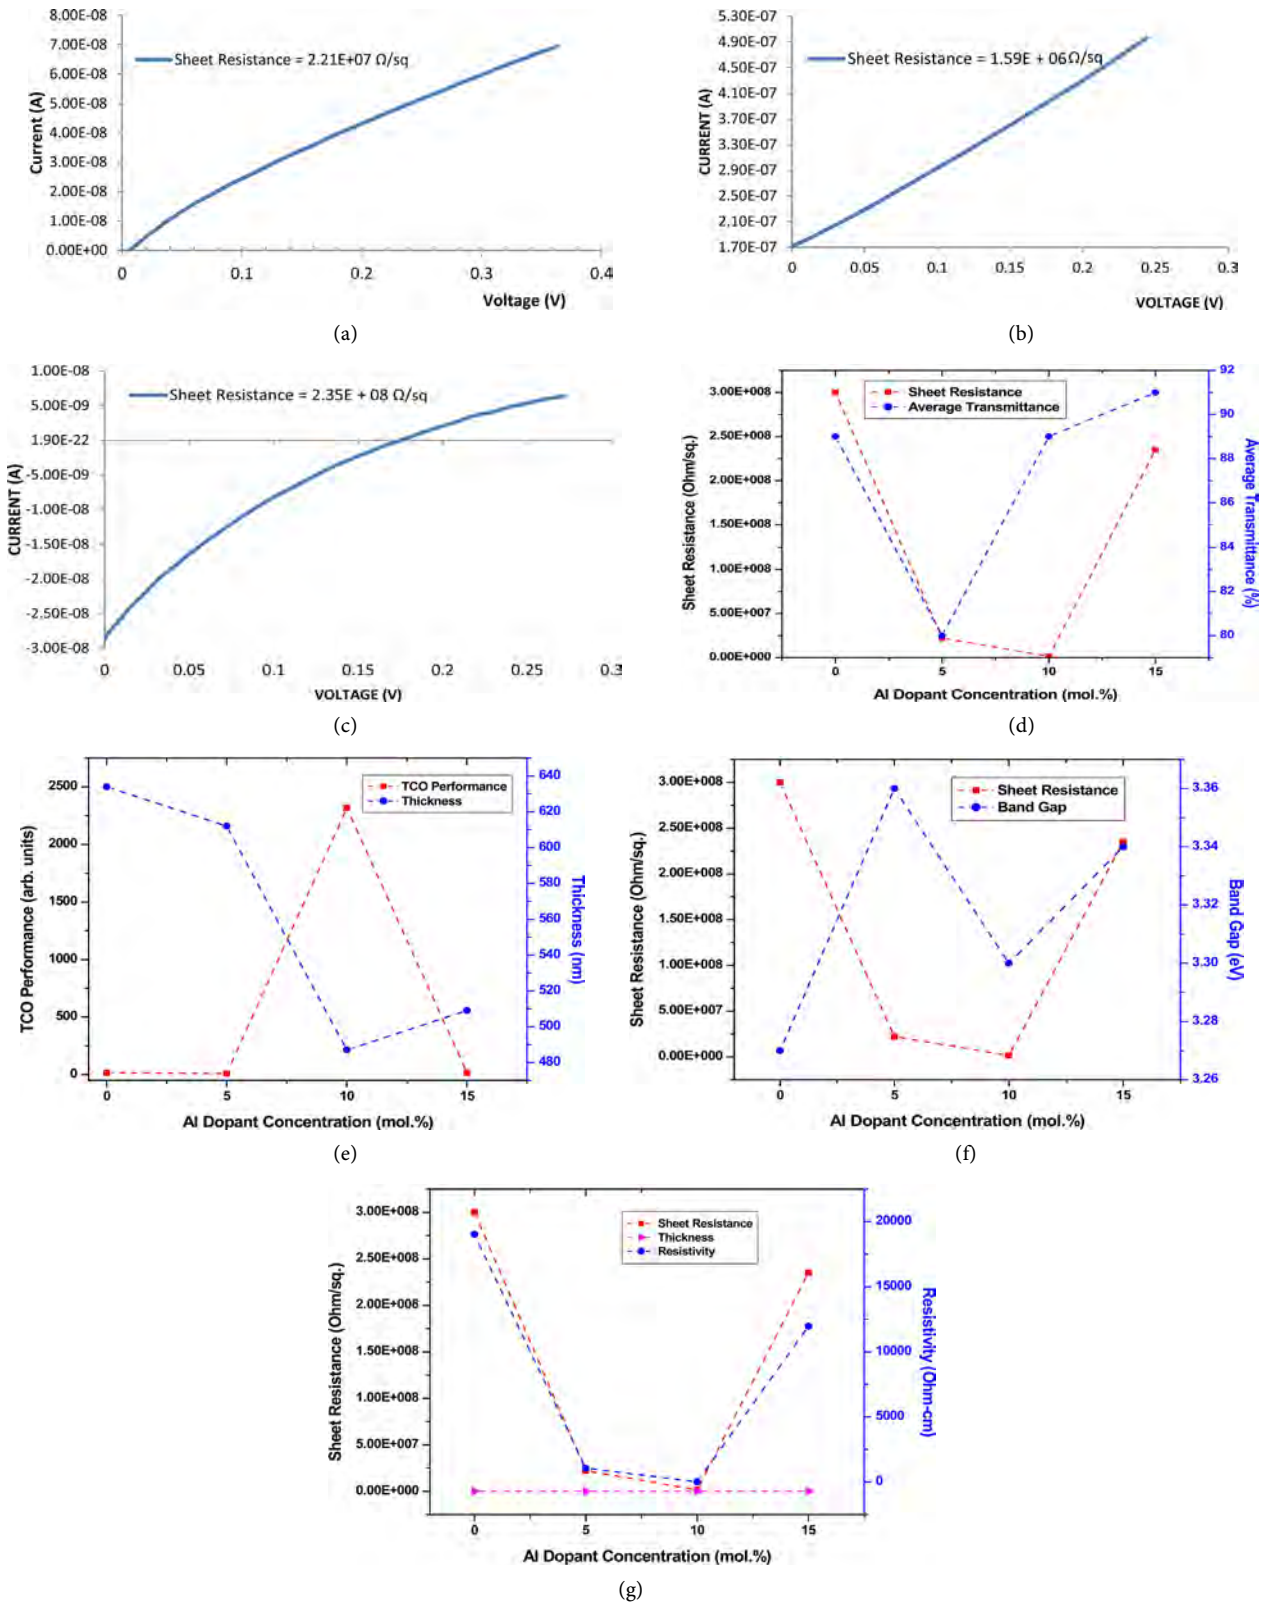 8.00E-08
7.00E-08
6.00E-08
5.00E-08
4.00E-08
3.00E-08
2.00E-08
1.00E-08
0.00E+00
Current (A)
Sheet Resistance = 2.21E+07 Ω/sq
0 0.1 0.2 0.3 0.4
Voltage (V)
(a)
5.30E-07
4.90E-07
4.50E-07
4.10E-07
3.70E-07
3.30E-07
2.90E-07
2.50E-07
2.10E-07
1.70E-07
CURRENT (A)
Sheet Resistance = 1.59E + 06 Ω/sq
0 0.05 0.1 0.15 0.2 0.25 0.3
VOLTAGE (V)
(b)
1.00E-08
5.00E-09
1.90E-22
-5.00E-09
-1.00E-08
-1.50E-08
-2.00E-08
-2.50E-08
-3.00E-08
CURRENT (A)
Sheet Resistance = 2.35E + 08 Ω/sq
0 0.05 0.1 0.15 0.2 0.25 0.3
VOLTAGE (V)
(c)
3.00E+008
2.50E+008
2.00E+008
1.50E+008
1.00E+008
5.00E+007
0.00E+000
Sheet Resistance (Ohm/sq.)
Sheet Resistance
Average Transmittance
92
90
88
86
84
82
80
Average Transmittance (%)
0 5 10 15
Al Dopant Concentration (mol.%)
(d)
2500
2000
1500
1000
500
0
TCO Performance (arb. units)
TCO Performance
Thickness
640
620
600
580
560
540
520
500
480
Thickness (nm)
0 5 10 15
Al Dopant Concentration (mol.%)
(e)
3.00E+008
2.50E+008
2.00E+008
1.50E+008
1.00E+008
5.00E+007
0.00E+000
Sheet Resistance (Ohm/sq.)
Sheet Resistance
Band Gap
3.36
3.34
3.32
3.30
3.28
3.26
Band Gap (eV)
0 5 10 15
Al Dopant Concentration (mol.%)
(f)
3.00E+008
2.50E+008
2.00E+008
1.50E+008
1.00E+008
5.00E+007
0.00E+000
Sheet Resistance (Ohm/sq.)
Sheet Resistance
Thickness
Resistivity
20000
15000
10000
5000
0
Resistivity (Ohm-cm)
0 5 10 15
Al Dopant Concentration (mol.%)
(g)